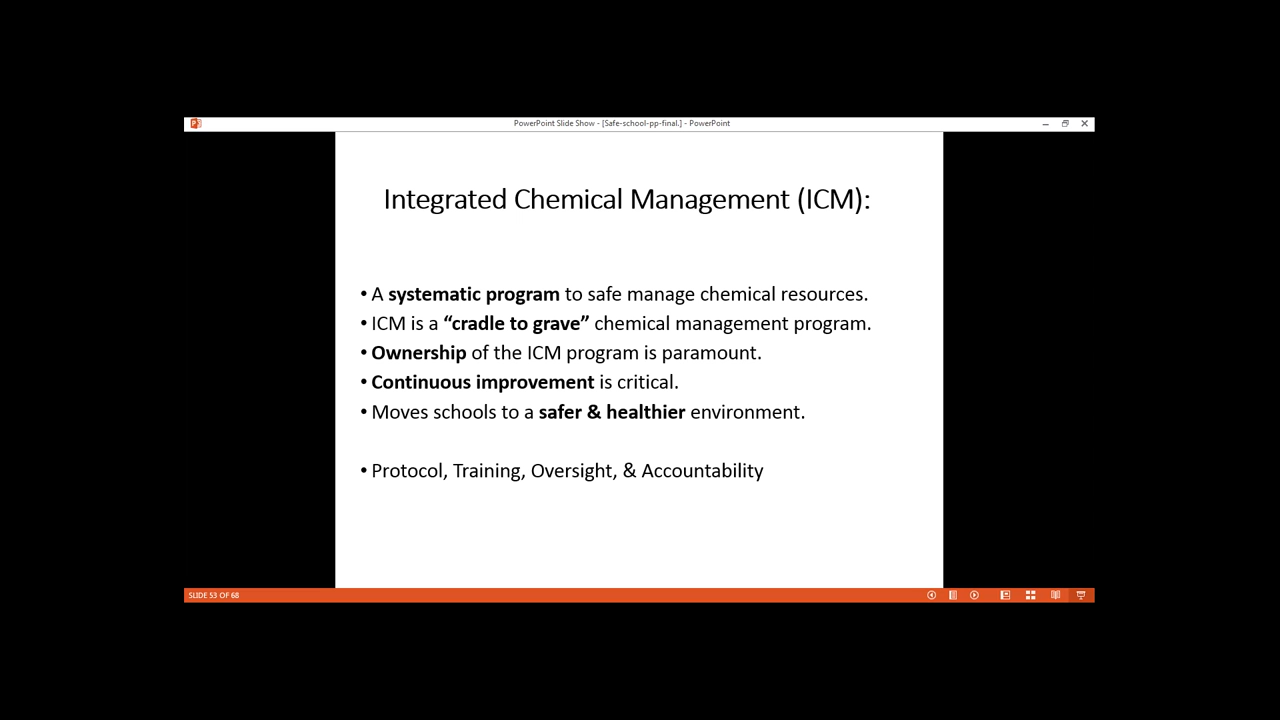 PowerPoint Slide Show - [Safe-school-pp-final.] - PowerPoint
Integrated Chemical Management (ICM):
• A systematic program to safe manage chemical resources.
• ICM is a “cradle to grave” chemical management program.
• Ownership of the ICM program is paramount.
• Continuous improvement is critical.
• Moves schools to a safer & healthier environment.
• Protocol, Training, Oversight, & Accountability
SLIDE 53 OF 68